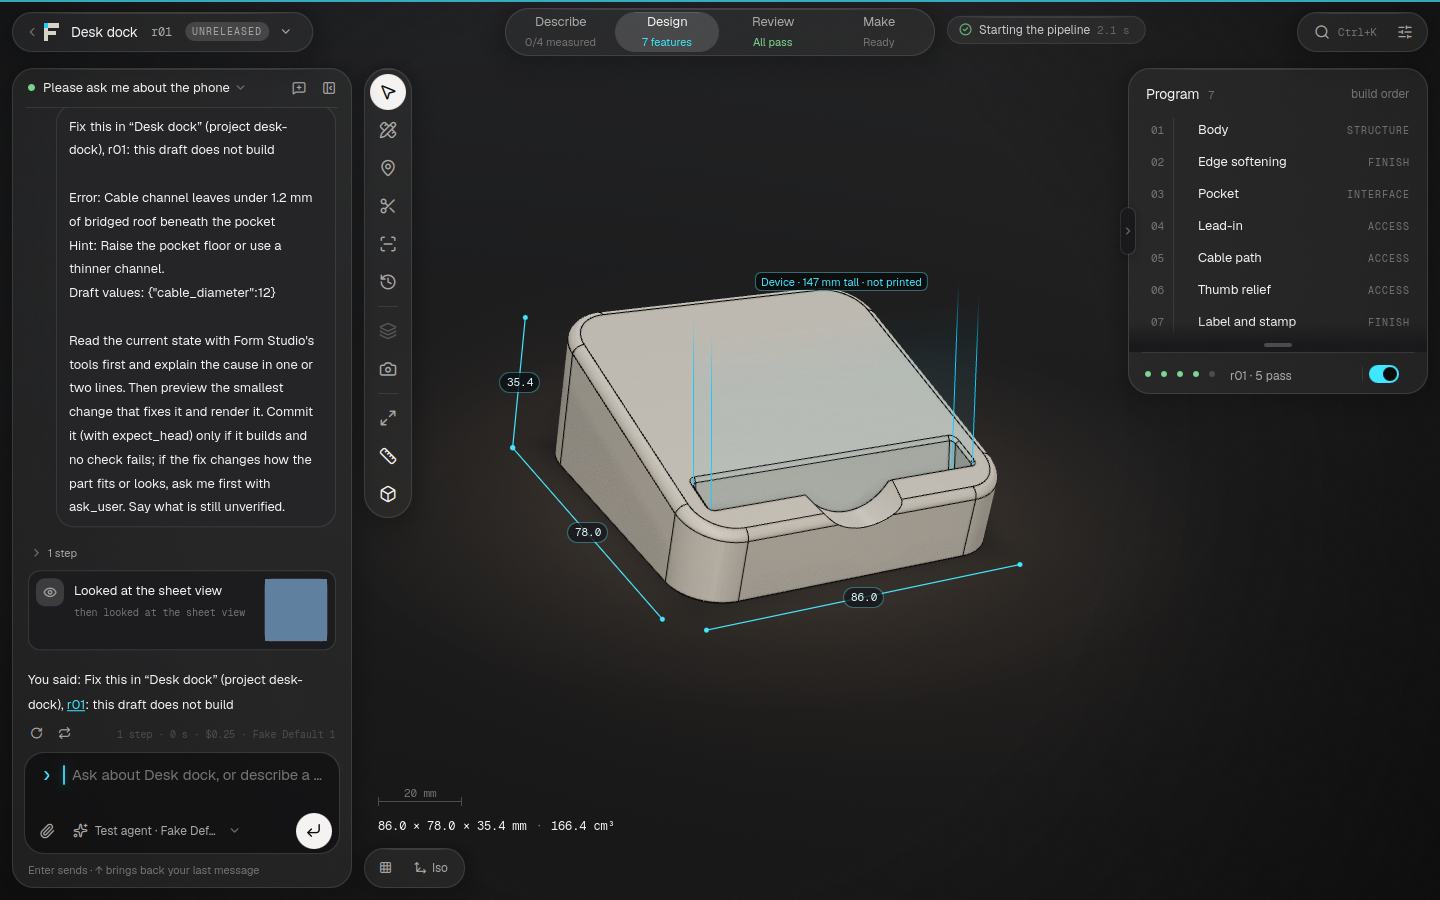 Desk dock r01 UNRELEASED
Describe
0/4 measured
Design
7 features
Review
All pass
Make
Ready
Starting the pipeline 2.1 s
Ctrl+K
Please ask me about the phone
Fix this in “Desk dock” (project desk-
dock), r01: this draft does not build
Error: Cable channel leaves under 1.2 mm
of bridged roof beneath the pocket
Hint: Raise the pocket floor or use a
thinner channel.
Draft values: {"cable_diameter":12}
Read the current state with Form Studio's
tools first and explain the cause in one or
two lines. Then preview the smallest
change that fixes it and render it. Commit
it (with expect_head) only if it builds and
no check fails; if the fix changes how the
part fits or looks, ask me first with
ask_user. Say what is still unverified.
1 step
Looked at the sheet view
then looked at the sheet view
You said: Fix this in “Desk dock” (project desk-
dock), r01: this draft does not build
1 step · 0 s · $0.25 · Fake Default 1
Ask about Desk dock, or describe a ...
Test agent · Fake Def...
Enter sends · ↑ brings back your last message
Device · 147 mm tall · not printed
35.4
78.0
86.0
20 mm
86.0 × 78.0 × 35.4 mm · 166.4 cm³
Iso
Program 7 build order
01 Body STRUCTURE
02 Edge softening FINISH
03 Pocket INTERFACE
04 Lead-in ACCESS
05 Cable path ACCESS
06 Thumb relief ACCESS
07 Label and stamp FINISH
r01 · 5 pass